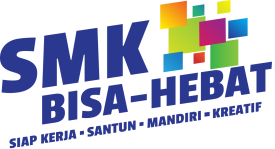 SMK
BISA-HEBAT
SIAP KERJA ▪ SANTUN ▪ MANDIRI ▪ KREATIF